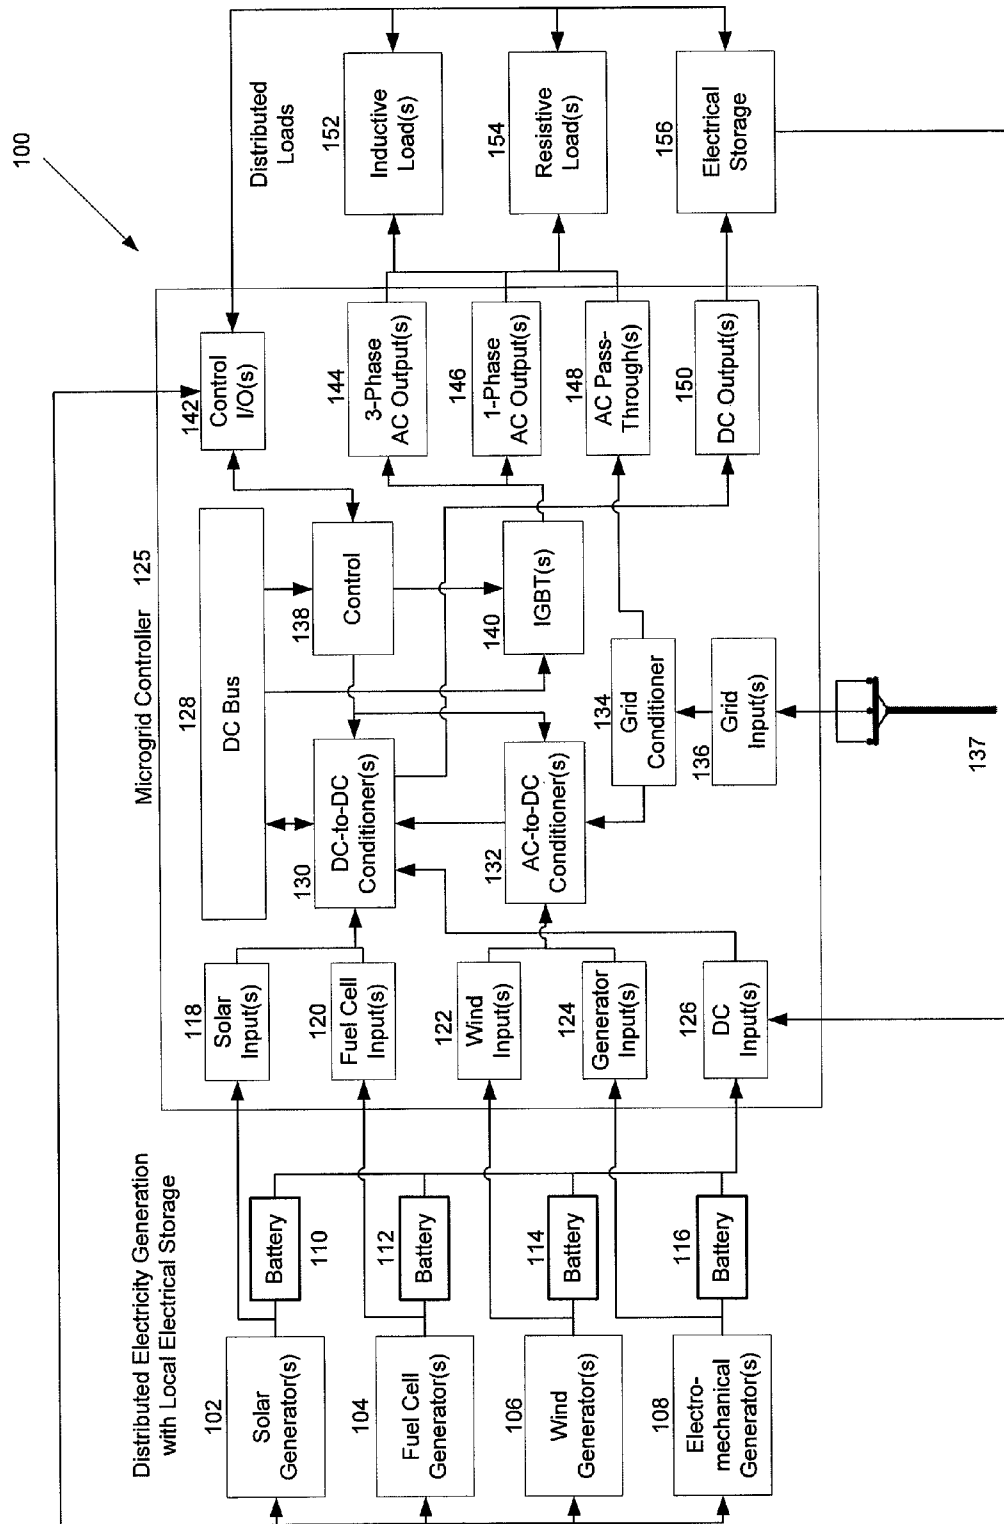 100
Distributed Electricity Generation
with Local Electrical Storage
102
Solar
Generator(s)
104
Fuel Cell
Generator(s)
106
Wind
Generator(s)
108
Electro-
mechanical
Generator(s)
Battery
110
Battery
112
Battery
114
Battery
116
Microgrid Controller 125
118
Solar
Input(s)
120
Fuel Cell
Input(s)
122
Wind
Input(s)
124
Generator
Input(s)
126
DC
Input(s)
128
DC Bus
130
DC-to-DC
Conditioner(s)
132
AC-to-DC
Conditioner(s)
134
Grid
Conditioner
136
Grid
Input(s)
137
138
Control
140
IGBT(s)
142
Control
I/O(s)
144
3-Phase
AC Output(s)
146
1-Phase
AC Output(s)
148
AC Pass-
Through(s)
150
DC Output(s)
Distributed
Loads
152
Inductive
Load(s)
154
Resistive
Load(s)
156
Electrical
Storage